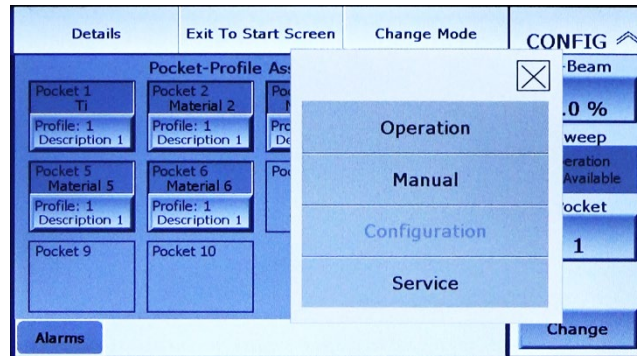 Details
Exit To Start Screen
Change Mode
CONFIG
Pocket-Profile
-Beam
.0 %
weep
Available
ocket
1
Change
Pocket 1
Ti
Profile: 1
Description 1
Pocket 2
Material 2
Profile: 1
Description 1
Pocket 5
Material 5
Profile: 1
Description 1
Pocket 6
Material 6
Profile: 1
Description 1
Pocket 9
Pocket 10
Operation
Manual
Configuration
Service
Alarms